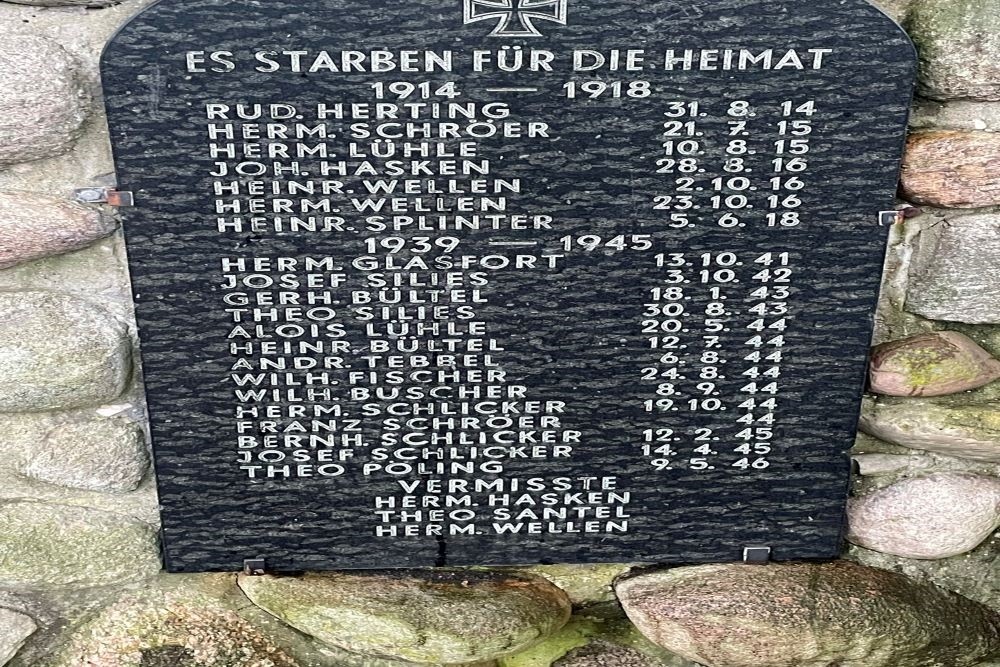 ES STARBEN FÜR DIE HEIMAT
1914 — 1918
RUD. HERTING 31. 8. 14
HERM. SCHRÖER 21. 7. 15
HERM. LÜHLE 10. 8. 15
JOH. HASKEN 28. 8. 16
HEINR. WELLEN 2. 10. 16
HERM. WELLEN 23. 10. 16
HEINR. SPLINTER 5. 6. 18
1939 — 1945
HERM. GLASFORT 13. 10. 41
JOSEF SILIES 3. 10. 42
GERH. BÜLTEL 18. 1. 43
THEO SILIES 30. 8. 43
ALOIS LÜHLE 20. 5. 44
HEINR. BÜLTEL 12. 7. 44
ANDR. TEBBEL 6. 8. 44
WILH. FISCHER 24. 8. 44
WILH. BUSCHER 8. 9. 44
HERM. SCHLICKER 19. 10. 44
FRANZ SCHRÖER 44
BERNH. SCHLICKER 12. 2. 45
JOSEF SCHLICKER 14. 4. 45
THEO PÖLING 9. 5. 46
VERMISSTE
HERM. HASKEN
THEO SANTEL
HERM. WELLEN